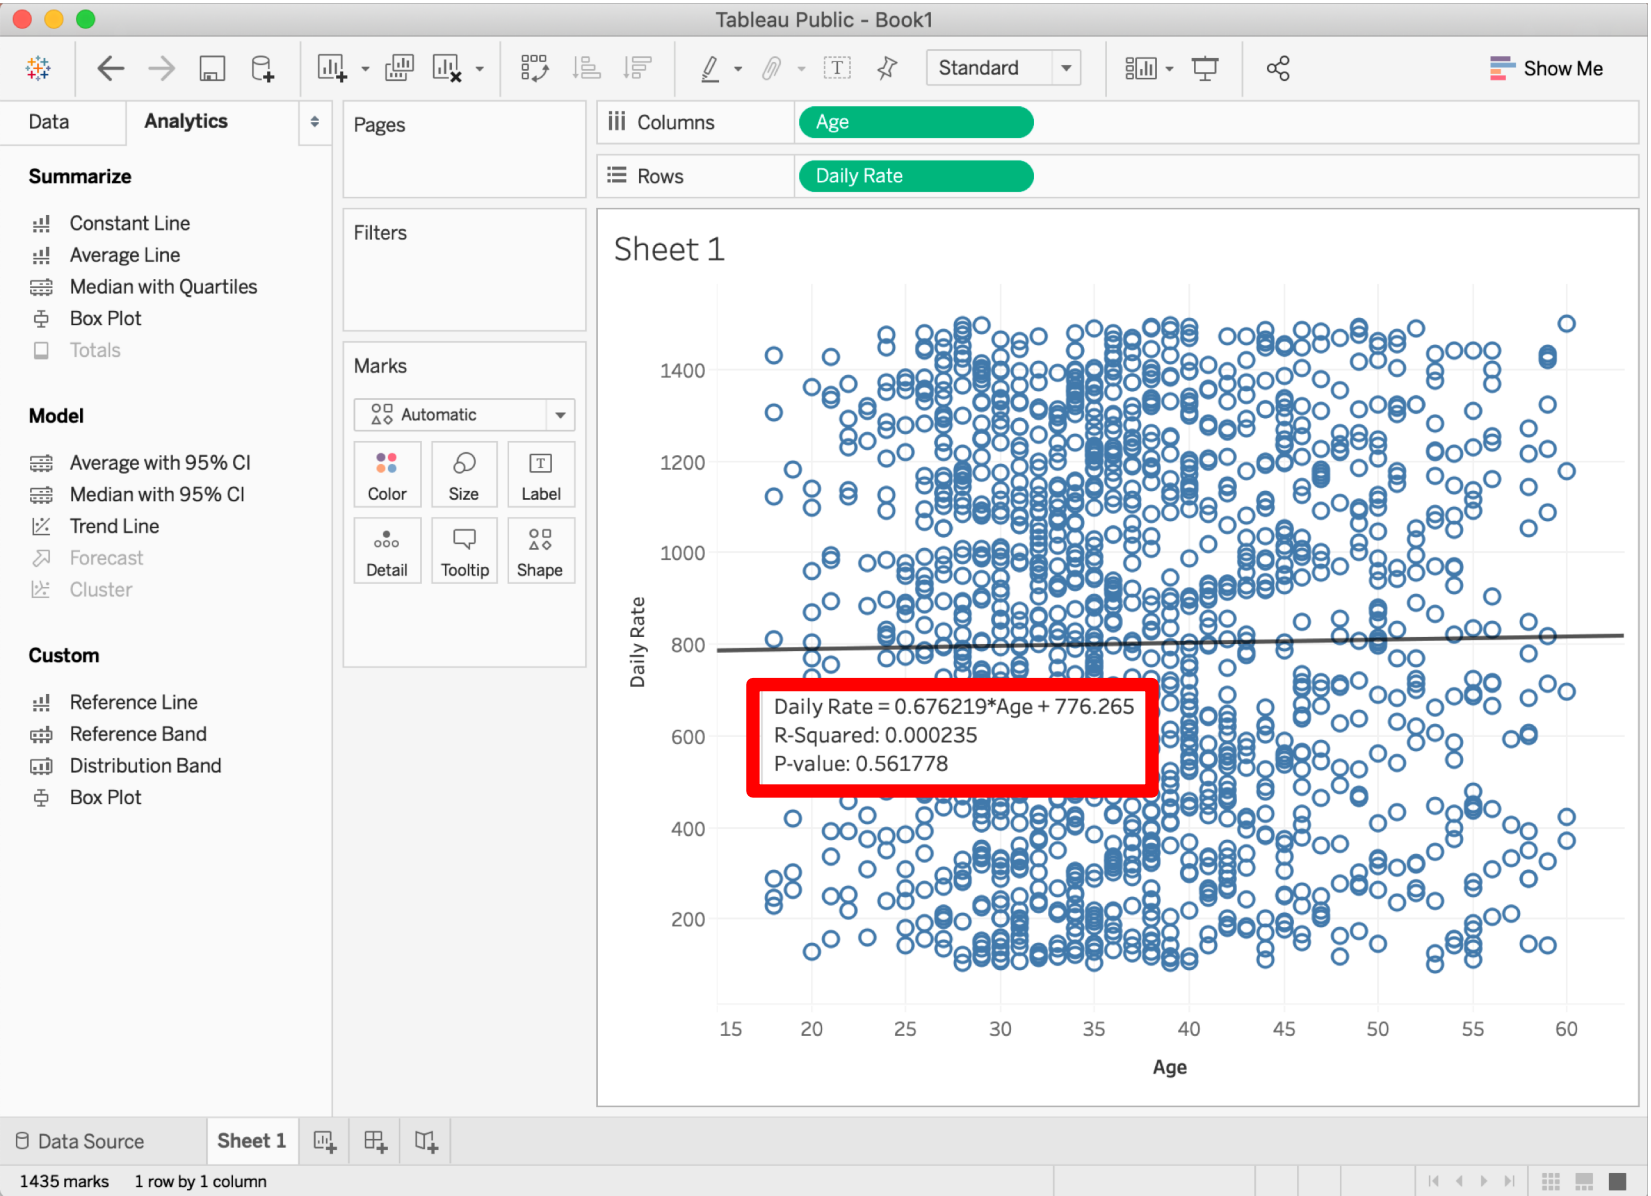 Tableau Public - Book1
Standard
Show Me
Data
Analytics
Pages
Columns
Age
Rows
Daily Rate
Summarize
Constant Line
Average Line
Median with Quartiles
Box Plot
Totals
Model
Average with 95% CI
Median with 95% CI
Trend Line
Forecast
Cluster
Custom
Reference Line
Reference Band
Distribution Band
Box Plot
Filters
Marks
Automatic
Color
Size
Label
Detail
Tooltip
Shape
Sheet 1
Daily Rate
1400
1200
1000
800
600
400
200
Daily Rate = 0.676219*Age + 776.265
R-Squared: 0.000235
P-value: 0.561778
15 20 25 30 35 40 45 50 55 60
Age
Data Source
Sheet 1
1435 marks 1 row by 1 column